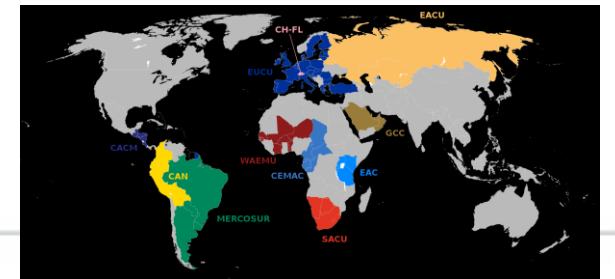 EACU
CH-FL
EUCU
GCC
CACM
WAEMU
CAN
CEMAC
EAC
MERCOSUR
SACU